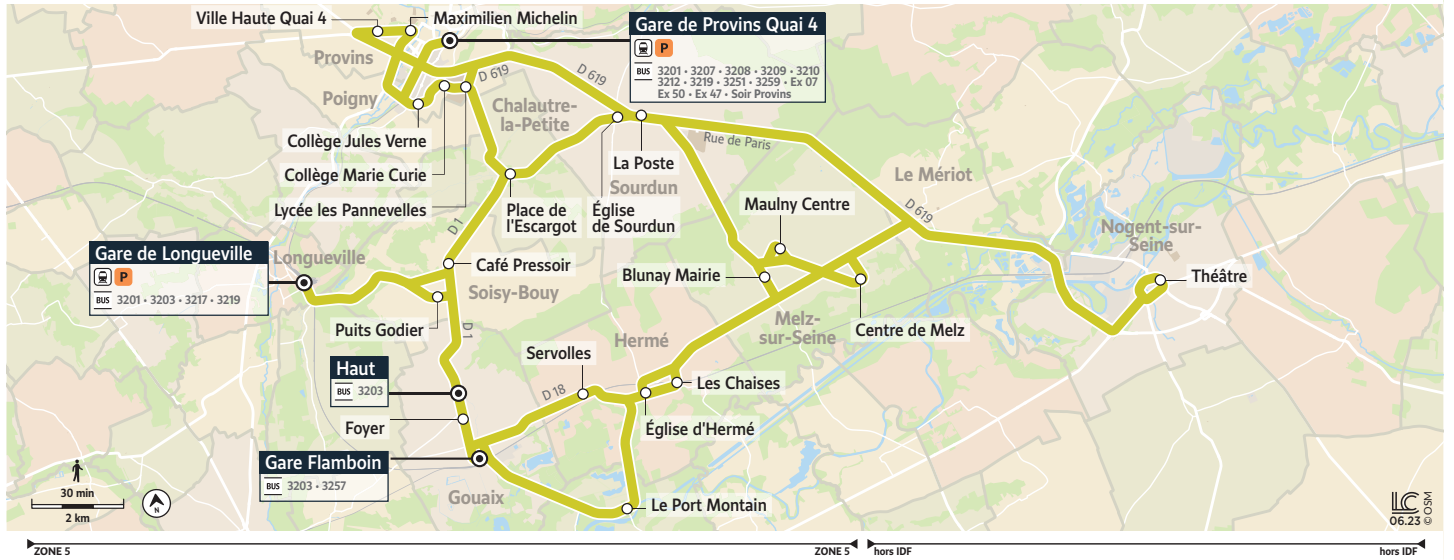 Ville Haute Quai 4
Maximilien Michelin
Gare de Provins Quai 4
P
BUS
3201 • 3207 • 3208 • 3209 • 3210
3212 • 3219 • 3251 • 3259 • Ex 07
Ex 50 • Ex 47 • Soir Provins
Provins
Poigny
D 619
D 619
Chalautre-
la-Petite
Collège Jules Verne
Collège Marie Curie
Lycée les Pannevelles
Rue de Paris
La Poste
Sourdun
Place de
l'Escargot
Église
de Sourdun
Le Mériot
D 619
Maulny Centre
Nogent-sur-
Seine
D 1
Gare de Longueville
P
BUS
3201 • 3203 • 3217 • 3219
Longueville
Café Pressoir
Soisy-Bouy
Blunay Mairie
Théâtre
Puits Godier
D 1
Melz-
sur-Seine
Centre de Melz
Hermé
Servolles
Haut
BUS
3203
D 18
Les Chaises
Foyer
Église d'Hermé
Gare Flamboin
BUS
3203 • 3257
Gouaix
Le Port Montain
30 min
2 km
N
LC
06.23
© OSM
ZONE 5
ZONE 5
hors IDF
hors IDF